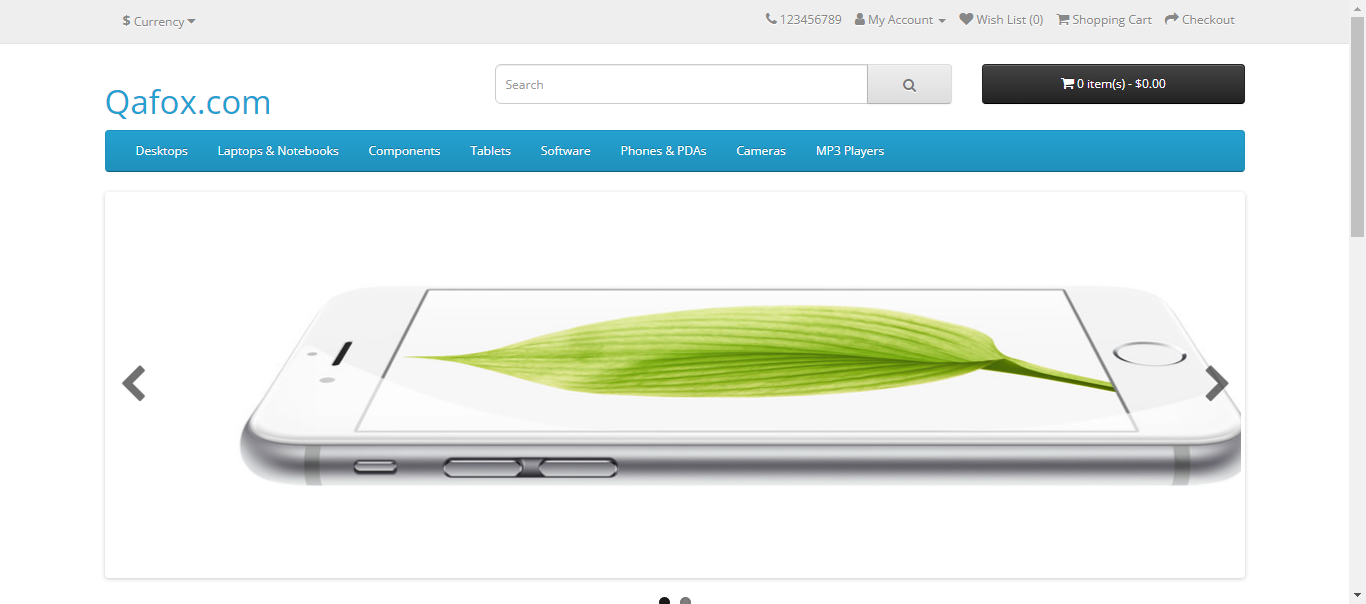 $ Currency
123456789 My Account Wish List (0) Shopping Cart Checkout
Search
0 item(s) - $0.00
Qafox.com
Desktops Laptops & Notebooks Components Tablets Software Phones & PDAs Cameras MP3 Players